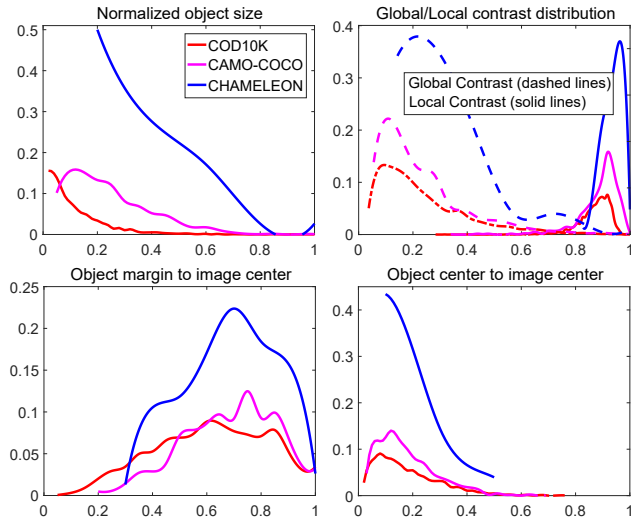 Normalized object size
0.5
0.4
0.3
0.2
0.1
0
0 0.2 0.4 0.6 0.8 1
COD10K
CAMO-COCO
CHAMELEON
Global/Local contrast distribution
0.4
0.3
0.2
0.1
0
0 0.2 0.4 0.6 0.8 1
Global Contrast (dashed lines)
Local Contrast (solid lines)
Object margin to image center
0.25
0.2
0.15
0.1
0.05
0
0 0.2 0.4 0.6 0.8 1
Object center to image center
0.4
0.3
0.2
0.1
0
0 0.2 0.4 0.6 0.8 1